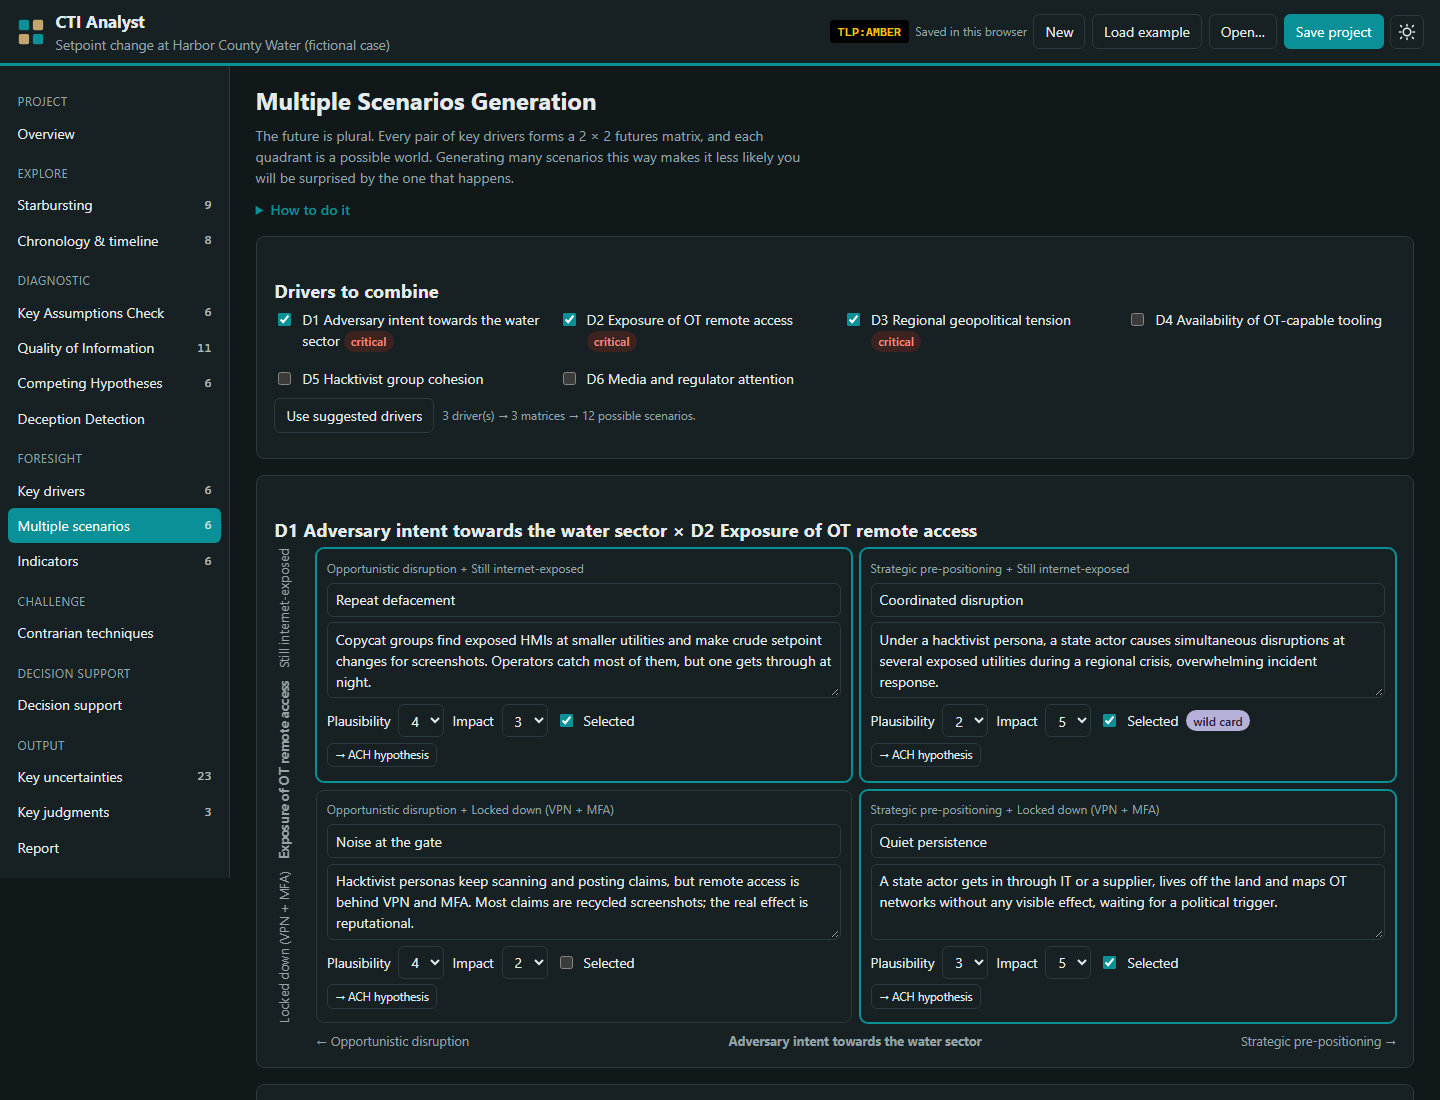 CTI Analyst
Setpoint change at Harbor County Water (fictional case)
TLP:AMBER
Saved in this browser
New
Load example
Open...
Save project
PROJECT
Overview
EXPLORE
Starbursting 9
Chronology & timeline 8
DIAGNOSTIC
Key Assumptions Check 6
Quality of Information 11
Competing Hypotheses 6
Deception Detection
FORESIGHT
Key drivers 6
Multiple scenarios 6
Indicators 6
CHALLENGE
Contrarian techniques
DECISION SUPPORT
Decision support
OUTPUT
Key uncertainties 23
Key judgments 3
Report
Multiple Scenarios Generation
The future is plural. Every pair of key drivers forms a 2 × 2 futures matrix, and each
quadrant is a possible world. Generating many scenarios this way makes it less likely you
will be surprised by the one that happens.
How to do it
Drivers to combine
D1 Adversary intent towards the water
sector critical
D2 Exposure of OT remote access
critical
D3 Regional geopolitical tension
critical
D4 Availability of OT-capable tooling
D5 Hacktivist group cohesion
D6 Media and regulator attention
Use suggested drivers
3 driver(s) → 3 matrices → 12 possible scenarios.
D1 Adversary intent towards the water sector × D2 Exposure of OT remote access
Still internet-exposed
Exposure of OT remote access
Locked down (VPN + MFA)
Opportunistic disruption + Still internet-exposed
Repeat defacement
Copycat groups find exposed HMIs at smaller utilities and make crude setpoint
changes for screenshots. Operators catch most of them, but one gets through at
night.
Plausibility 4 Impact 3 Selected
→ ACH hypothesis
Strategic pre-positioning + Still internet-exposed
Coordinated disruption
Under a hacktivist persona, a state actor causes simultaneous disruptions at
several exposed utilities during a regional crisis, overwhelming incident
response.
Plausibility 2 Impact 5 Selected wild card
→ ACH hypothesis
Opportunistic disruption + Locked down (VPN + MFA)
Noise at the gate
Hacktivist personas keep scanning and posting claims, but remote access is
behind VPN and MFA. Most claims are recycled screenshots; the real effect is
reputational.
Plausibility 4 Impact 2 Selected
→ ACH hypothesis
Strategic pre-positioning + Locked down (VPN + MFA)
Quiet persistence
A state actor gets in through IT or a supplier, lives off the land and maps OT
networks without any visible effect, waiting for a political trigger.
Plausibility 3 Impact 5 Selected
→ ACH hypothesis
← Opportunistic disruption
Adversary intent towards the water sector
Strategic pre-positioning →